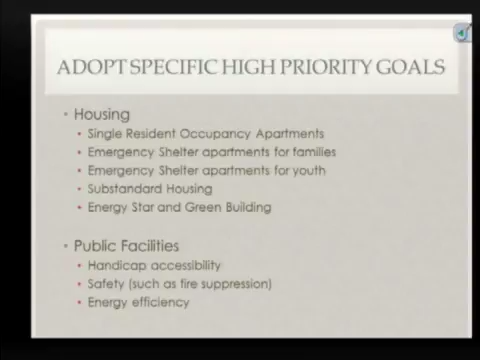 ADOPT SPECIFIC HIGH PRIORITY GOALS
Housing
Single Resident Occupancy Apartments
Emergency Shelter apartments for families
Emergency Shelter apartments for youth
Substandard Housing
Energy Star and Green Building
Public Facilities
Handicap accessibility
Safety (such as fire suppression)
Energy efficiency